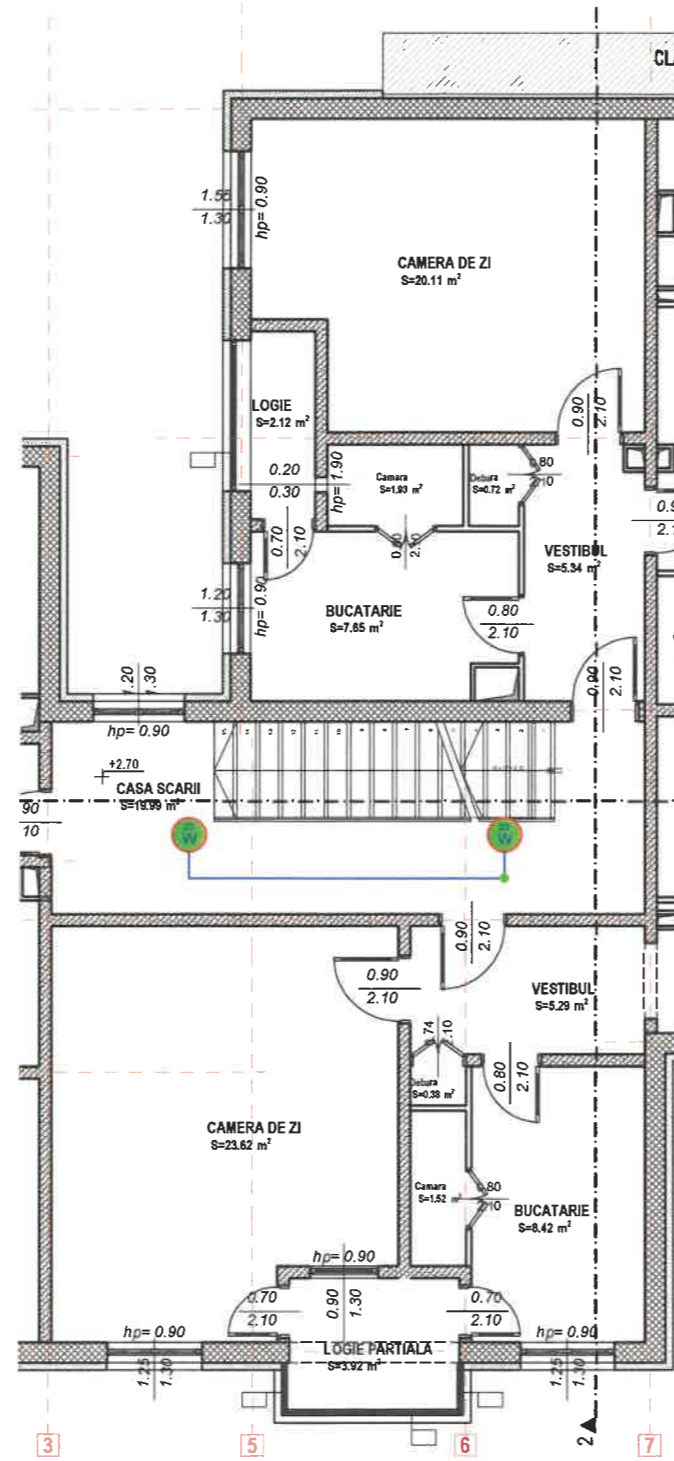 CL
1.55
1.30
hp= 0.90
CAMERA DE ZI
S=20.11 m²
0.90
2.10
LOGIE
S=2.12 m²
0.20
0.30
hp= 1.90
Camara
S=1.93 m²
Debara
S=0.72 m²
0.70
2.10
VESTIBUL
S=5.34 m²
1.20
1.30
hp= 0.90
BUCATARIE
S=7.65 m²
0.80
2.10
1.20
1.30
hp= 0.90
0.90
2.10
+2.70
CASA SCARII
S=19.99 m²
90
10
W
W
0.90
2.10
0.90
2.10
VESTIBUL
S=5.29 m²
74
.10
Debara
S=0.38 m²
0.80
2.10
CAMERA DE ZI
S=23.62 m²
Camara
S=1.52 m²
80
BUCATARIE
S=8.42 m²
hp= 0.90
0.90
1.30
0.70
2.10
0.70
2.10
hp= 0.90
1.25
1.30
LOGIE PARTIALA
S=3.92 m²
hp= 0.90
1.25
1.30
3
5
6
2
7